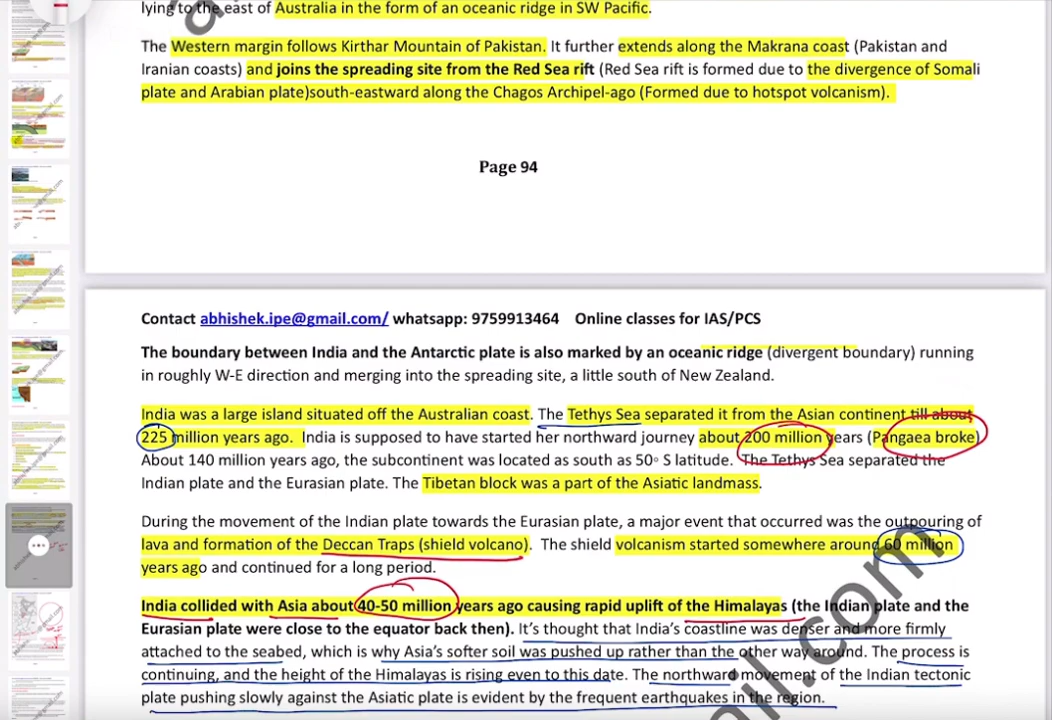 lying to the east of Australia in the form of an oceanic ridge in SW Pacific.
The Western margin follows Kirthar Mountain of Pakistan. It further extends along the Makrana coast (Pakistan and
Iranian coasts) and joins the spreading site from the Red Sea rift (Red Sea rift is formed due to the divergence of Somali
plate and Arabian plate)south-eastward along the Chagos Archipel-ago (Formed due to hotspot volcanism).
Page 94
Contact abhishek.ipe@gmail.com/ whatsapp: 9759913464 Online classes for IAS/PCS
The boundary between India and the Antarctic plate is also marked by an oceanic ridge (divergent boundary) running
in roughly W-E direction and merging into the spreading site, a little south of New Zealand.
India was a large island situated off the Australian coast. The Tethys Sea separated it from the Asian continent till about
225 million years ago. India is supposed to have started her northward journey about 200 million years (Pangaea broke)
About 140 million years ago, the subcontinent was located as south as 50◦ S latitude. The Tethys Sea separated the
Indian plate and the Eurasian plate. The Tibetan block was a part of the Asiatic landmass.
During the movement of the Indian plate towards the Eurasian plate, a major event that occurred was the outpouring of
lava and formation of the Deccan Traps (shield volcano). The shield volcanism started somewhere around 60 million
years ago and continued for a long period.
India collided with Asia about 40-50 million years ago causing rapid uplift of the Himalayas (the Indian plate and the
Eurasian plate were close to the equator back then). It's thought that India's coastline was denser and more firmly
attached to the seabed, which is why Asia's softer soil was pushed up rather than the other way around. The process is
continuing, and the height of the Himalayas is rising even to this date. The northward movement of the Indian tectonic
plate pushing slowly against the Asiatic plate is evident by the frequent earthquakes in the region.
ail.com